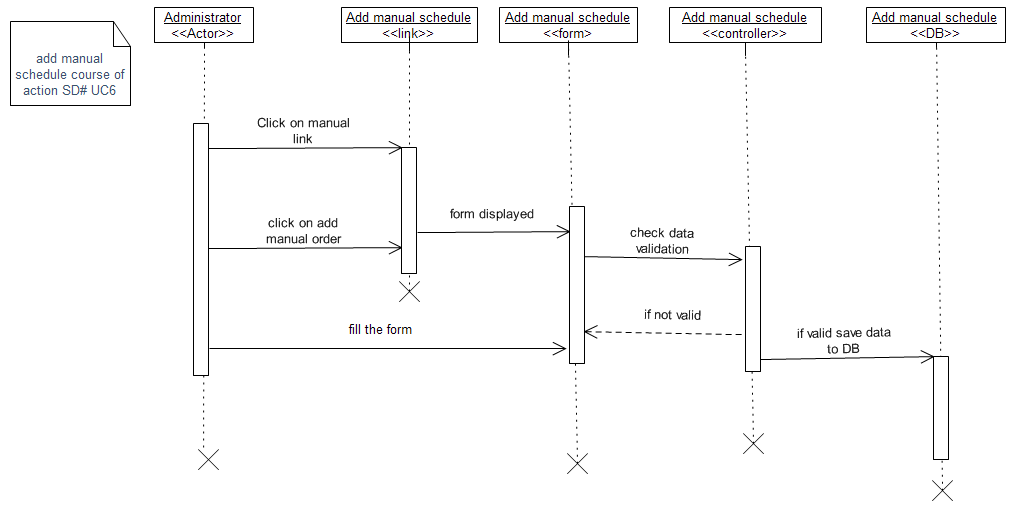 add manual
schedule course of
action SD# UC6
Administrator
<<Actor>>
Add manual schedule
<<link>>
Add manual schedule
<<form>
Add manual schedule
<<controller>>
Add manual schedule
<<DB>>
Click on manual
link
click on add
manual order
form displayed
check data
validation
if not valid
fill the form
if valid save data
to DB